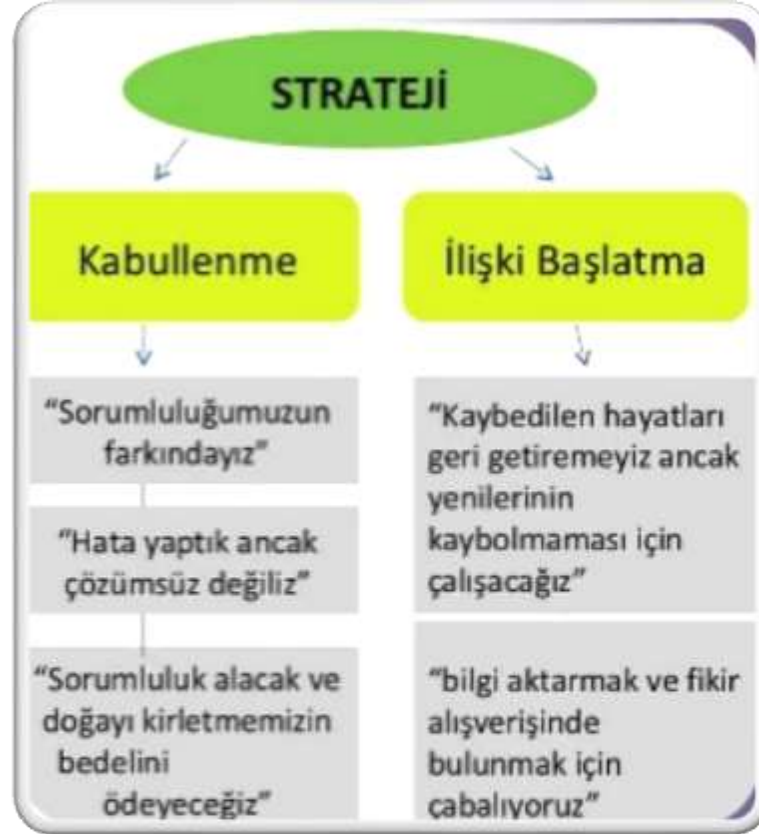 STRATEJİ
Kabullenme
"Sorumluluğumuzun
farkındayız"
"Hata yaptık ancak
çözümsüz değiliz"
"Sorumluluk alacak ve
doğayı kirletmemizin
bedelini
ödeyeceğiz"
İlişki Başlatma
"Kaybedilen hayatları
geri getiremeyiz ancak
yenilerinin
kaybolmaması için
çalışacağız"
"bilgi aktarmak ve fikir
alışverişinde
bulunmak için
çabalıyoruz"